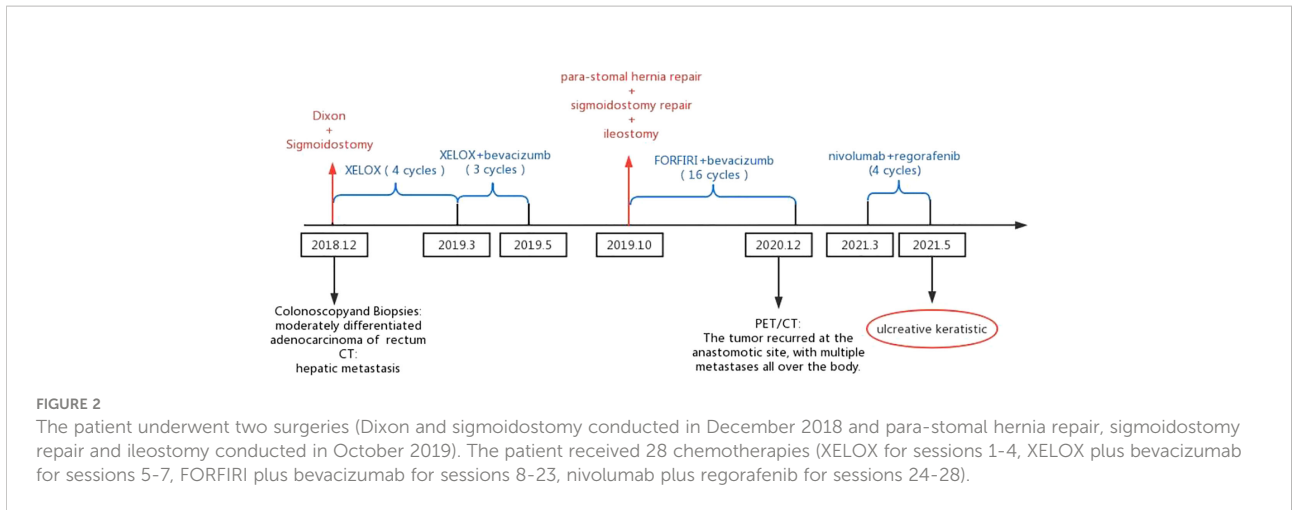 para-stomal hernia repair
+
sigmoidostomy repair
+
ileostomy
Dixon
+
Sigmoidostomy
XELOX ( 4 cycles )
XELOX+bevacizumb
( 3 cycles )
FORFIRI+bevacizumb
( 16 cycles )
nivolumab+regorafenib
(4 cycles)
2018.12
2019.3
2019.5
2019.10
2020.12
2021.3
2021.5
Colonoscopyand Biopsies:
moderately differentiated
adenocarcinoma of rectum
CT:
hepatic metastasis
PET/CT:
The tumor recurred at the
anastomotic site, with multiple
metastases all over the body.
ulcreative keratistic
FIGURE 2
The patient underwent two surgeries (Dixon and sigmoidostomy conducted in December 2018 and para-stomal hernia repair, sigmoidostomy
repair and ileostomy conducted in October 2019). The patient received 28 chemotherapies (XELOX for sessions 1-4, XELOX plus bevacizumab
for sessions 5-7, FORFIRI plus bevacizumab for sessions 8-23, nivolumab plus regorafenib for sessions 24-28).